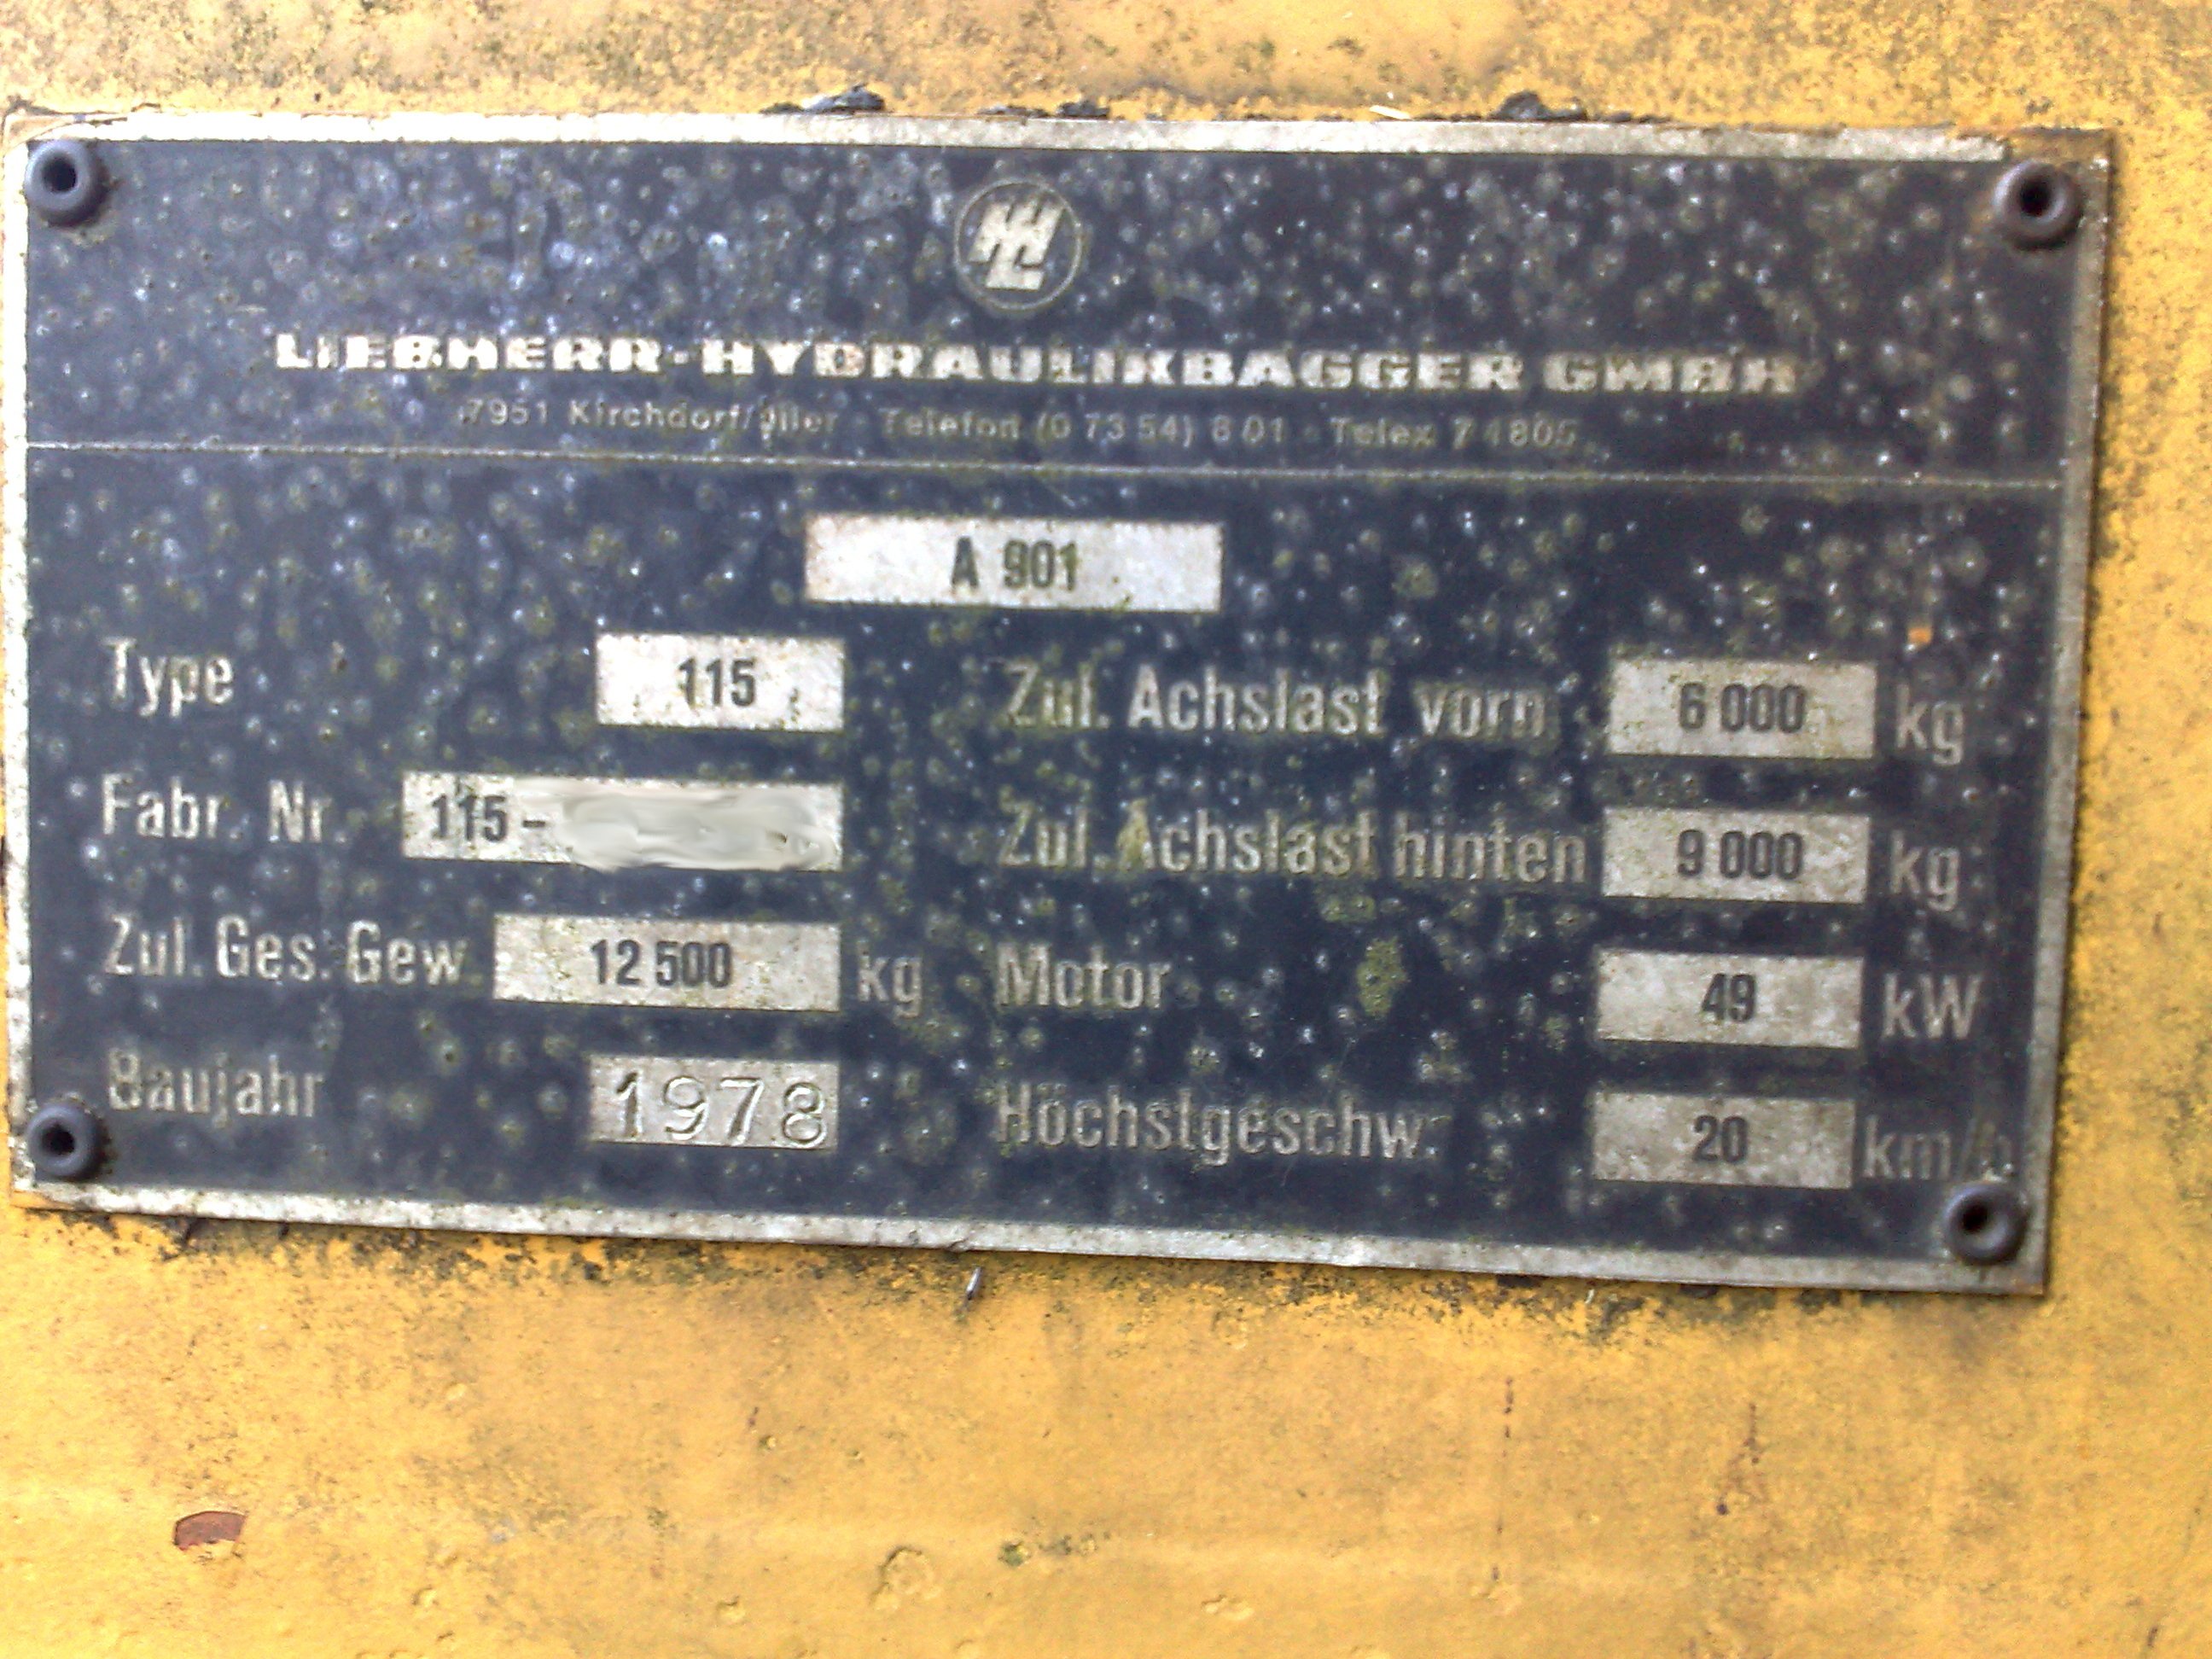 LIEBHERR-HYDRAULIKBAGGER GMBH
7951 Kirchdorf/Iller Telefon (0 73 54) 8 01 Telex 7 1805
A 901
Type 115 Zul. Achslast vorn 6 000 kg
Fabr. Nr. 115- Zul. Achslast hinten 9 000 kg
Zul. Ges. Gew. 12 500 kg Motor 49 kW
Baujahr 1978 Höchstgeschw. 20 km/h